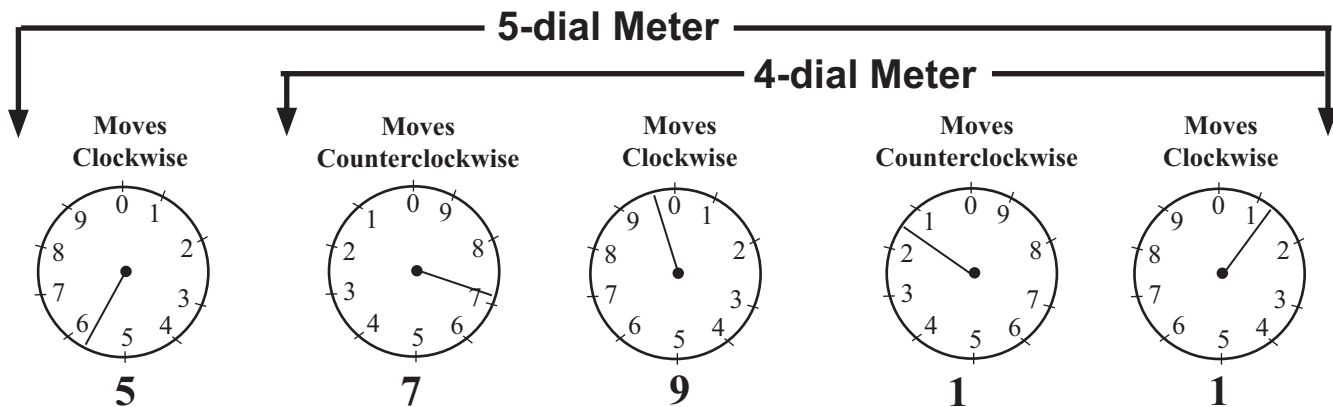 5-dial Meter
4-dial Meter
Moves
Clockwise
Moves
Counterclockwise
Moves
Clockwise
Moves
Counterclockwise
Moves
Clockwise
0 1 2 3 4 5 6 7 8 9
0 9 8 7 6 5 4 3 2 1
0 1 2 3 4 5 6 7 8 9
0 9 8 7 6 5 4 3 2 1
0 1 2 3 4 5 6 7 8 9
5 7 9 1 1